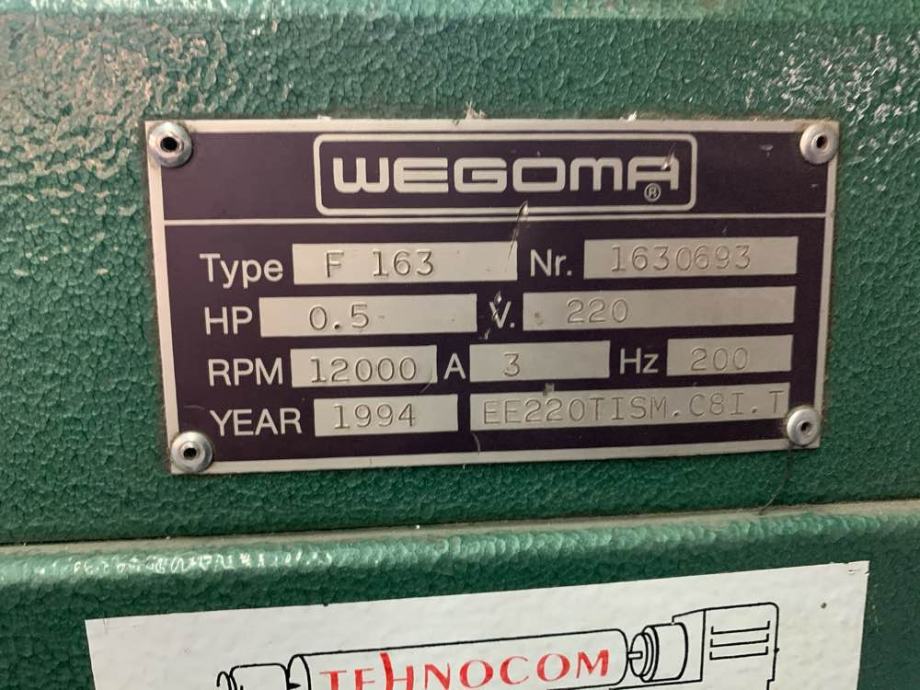 WEGOMA ®
Type F 163 Nr. 1630693
HP 0.5 V. 220
RPM 12000 A 3 Hz 200
YEAR 1994 EE220TISM.C8I.T
TEHNOCOM